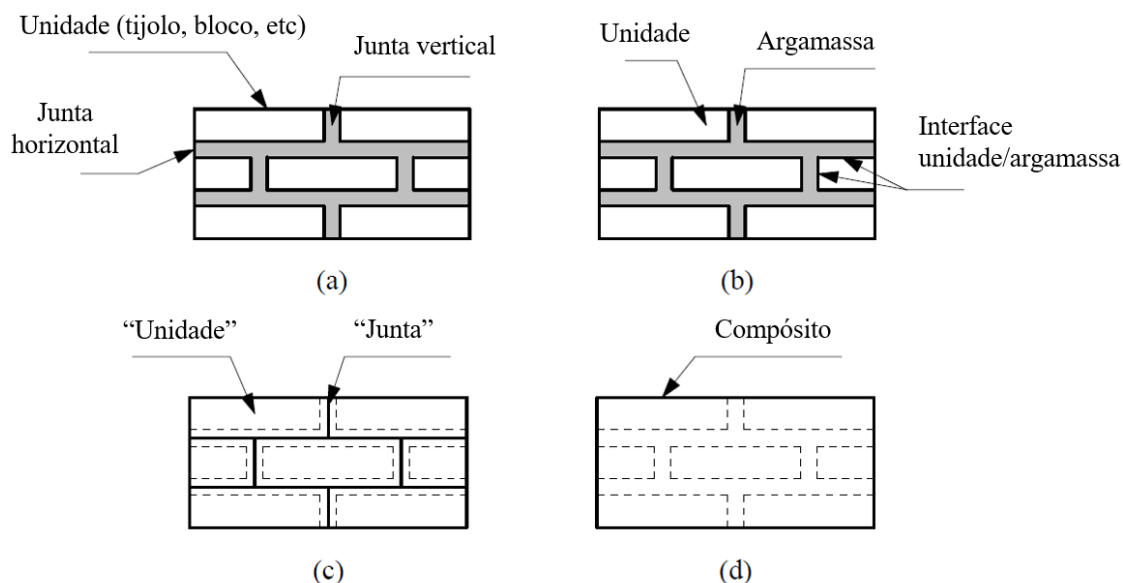 Unidade (tijolo, bloco, etc)
Junta vertical
Junta
horizontal
(a)
Unidade
Argamassa
Interface
unidade/argamassa
(b)
“Unidade”
“Junta”
(c)
Compósito
(d)